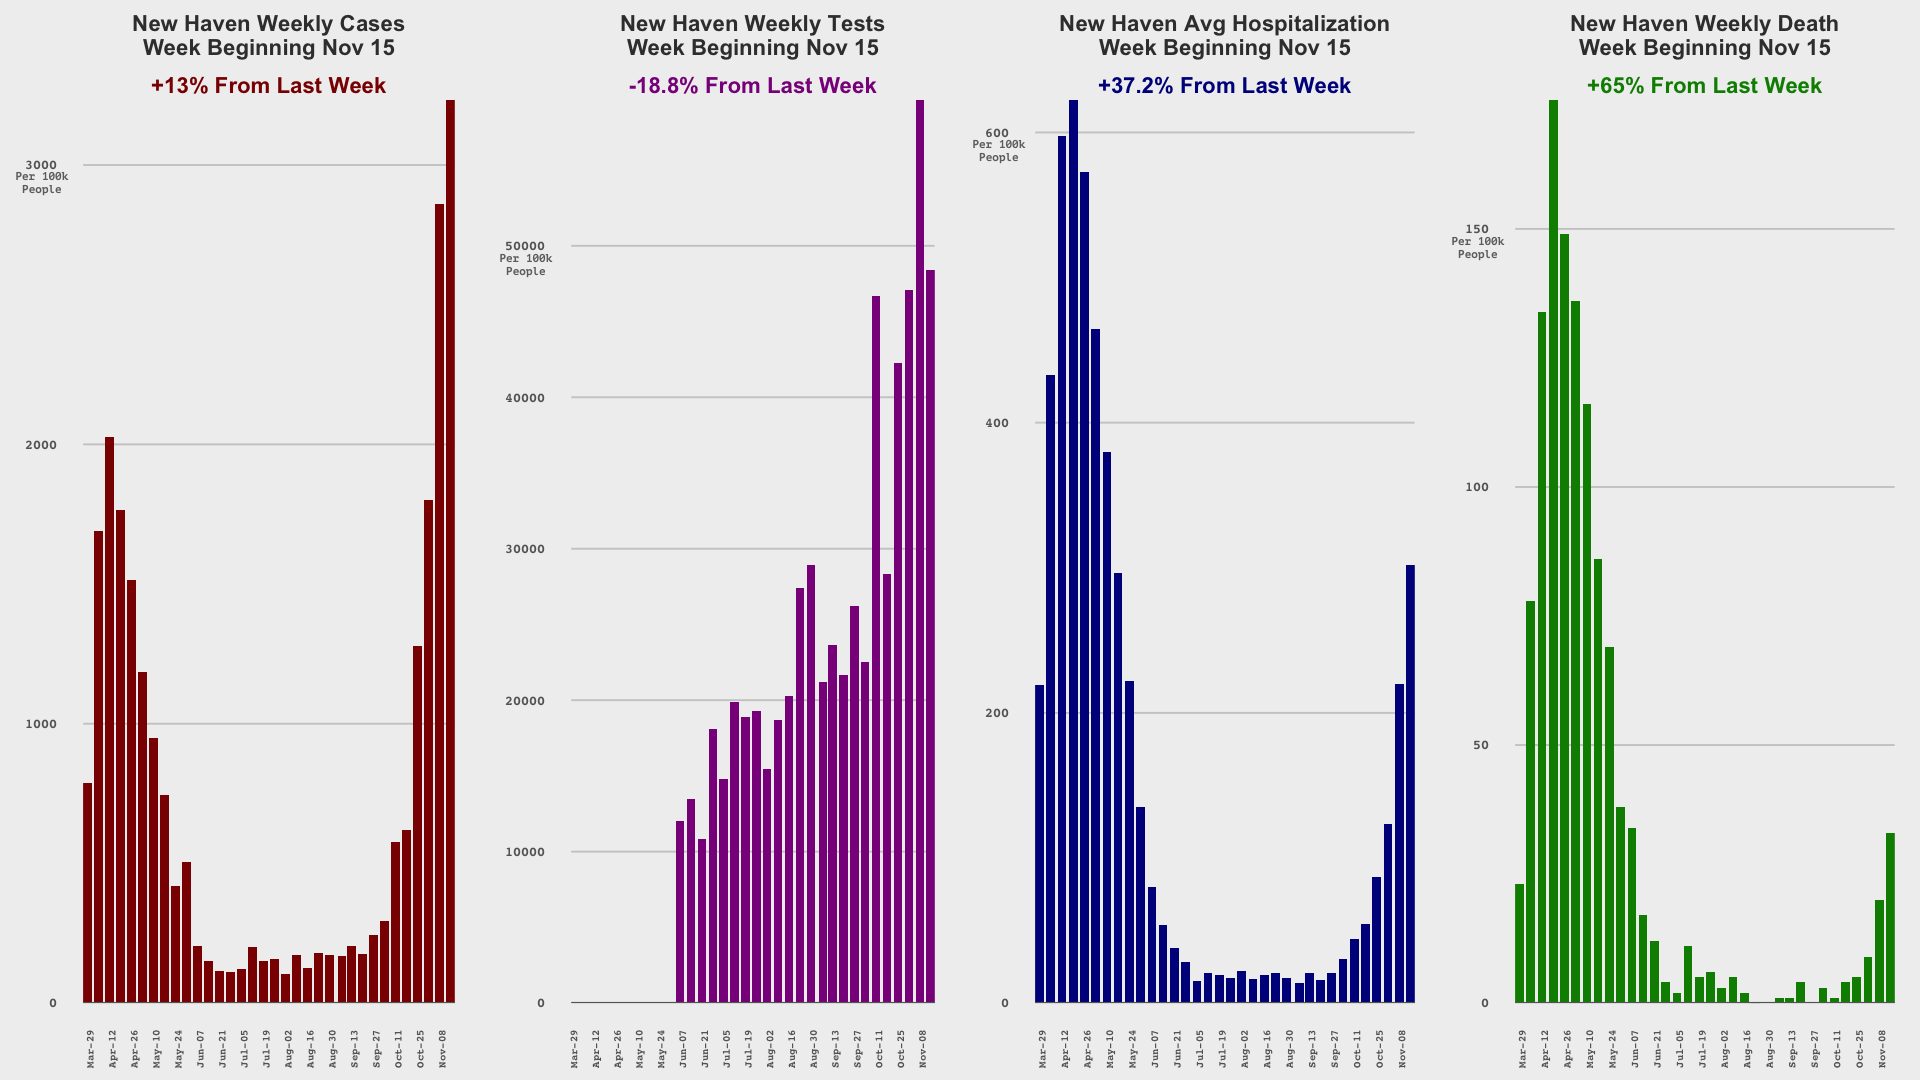 New Haven Weekly Cases
Week Beginning Nov 15
+13% From Last Week
3000
Per 100k
People
2000
1000
0
Mar-29
Apr-12
Apr-26
May-10
May-24
Jun-07
Jun-21
Jul-05
Jul-19
Aug-02
Aug-16
Aug-30
Sep-13
Sep-27
Oct-11
Oct-25
Nov-08
New Haven Weekly Tests
Week Beginning Nov 15
-18.8% From Last Week
50000
Per 100k
People
40000
30000
20000
10000
0
Mar-29
Apr-12
Apr-26
May-10
May-24
Jun-07
Jun-21
Jul-05
Jul-19
Aug-02
Aug-16
Aug-30
Sep-13
Sep-27
Oct-11
Oct-25
Nov-08
New Haven Avg Hospitalization
Week Beginning Nov 15
+37.2% From Last Week
600
Per 100k
People
400
200
0
Mar-29
Apr-12
Apr-26
May-10
May-24
Jun-07
Jun-21
Jul-05
Jul-19
Aug-02
Aug-16
Aug-30
Sep-13
Sep-27
Oct-11
Oct-25
Nov-08
New Haven Weekly Death
Week Beginning Nov 15
+65% From Last Week
150
Per 100k
People
100
50
0
Mar-29
Apr-12
Apr-26
May-10
May-24
Jun-07
Jun-21
Jul-05
Jul-19
Aug-02
Aug-16
Aug-30
Sep-13
Sep-27
Oct-11
Oct-25
Nov-08